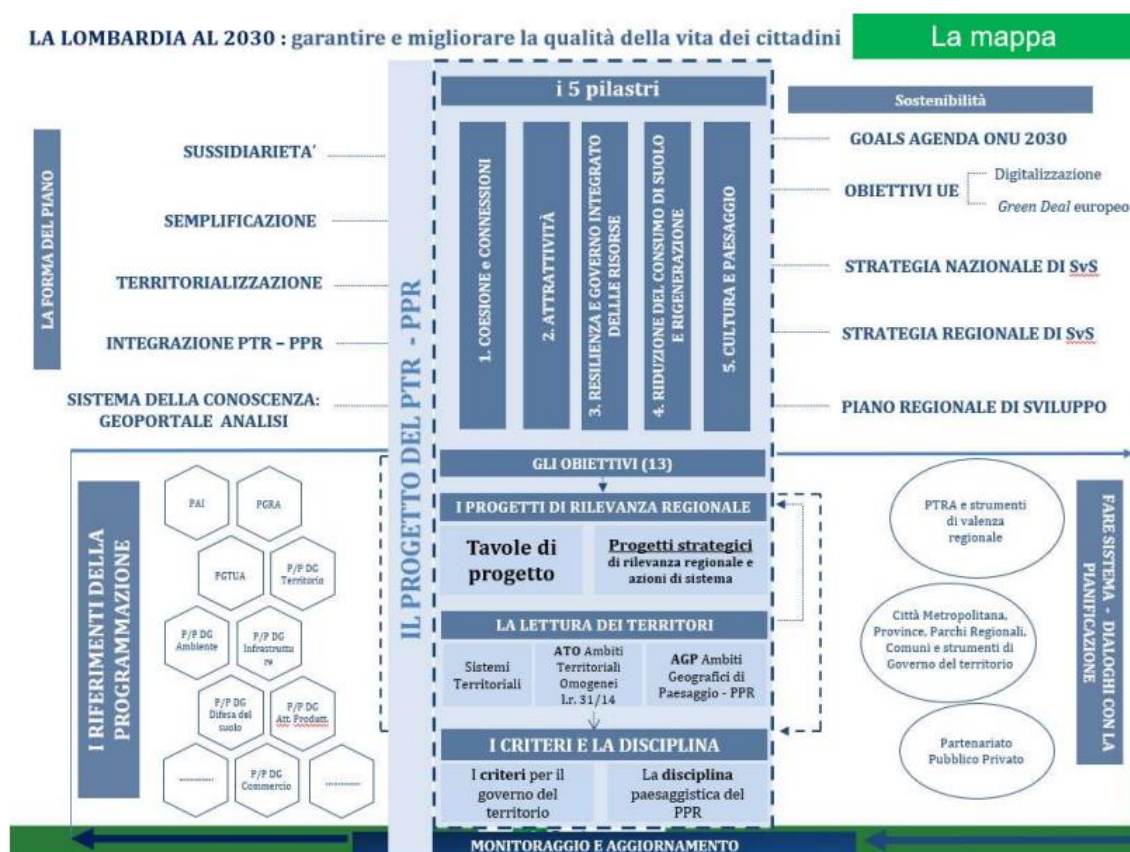 LA LOMBARDIA AL 2030 : garantire e migliorare la qualità della vita dei cittadini
La mappa
LA FORMA DEL PIANO
SUSSIDIARIETA´
SEMPLIFICAZIONE
TERRITORIALIZZAZIONE
INTEGRAZIONE PTR – PPR
SISTEMA DELLA CONOSCENZA:
GEOPORTALE ANALISI
IL PROGETTO DEL PTR - PPR
i 5 pilastri
1. COESIONE e CONNESSIONI
2. ATTRATTIVITÀ
3. RESILIENZA E GOVERNO INTEGRATO
DELLLE RISORSE
4. RIDUZIONE DEL CONSUMO DI SUOLO
E RIGENERAZIONE
5. CULTURA E PAESAGGIO
Sostenibilità
GOALS AGENDA ONU 2030
OBIETTIVI UE
Digitalizzazione
Green Deal europeo
STRATEGIA NAZIONALE DI SvS
STRATEGIA REGIONALE DI SvS
PIANO REGIONALE DI SVILUPPO
I RIFERIMENTI DELLA
PROGRAMMAZIONE
PAI
PGRA
PGTUA
P/P DG
Territorio
P/P DG
Ambiente
P/P DG
Infrastruttu
re
P/P DG
Difesa del
suolo
P/P DG
Att. Produtt.
...............
P/P DG
Commercio
...............
GLI OBIETTIVI (13)
I PROGETTI DI RILEVANZA REGIONALE
Tavole di
progetto
Progetti strategici
di rilevanza regionale e
azioni di sistema
LA LETTURA DEI TERRITORI
Sistemi
Territoriali
ATO Ambiti
Territoriali
Omogenei
l.r. 31/14
AGP Ambiti
Geografici di
Paesaggio - PPR
I CRITERI E LA DISCIPLINA
I criteri per il
governo del
territorio
La disciplina
paesaggistica del
PPR
PTRA e strumenti
di valenza
regionale
Città Metropolitana,
Province, Parchi Regionali,
Comuni e strumenti di
Governo del territorio
Partenariato
Pubblico Privato
FARE SISTEMA - DIALOGHI CON LA
PIANIFICAZIONE
MONITORAGGIO E AGGIORNAMENTO